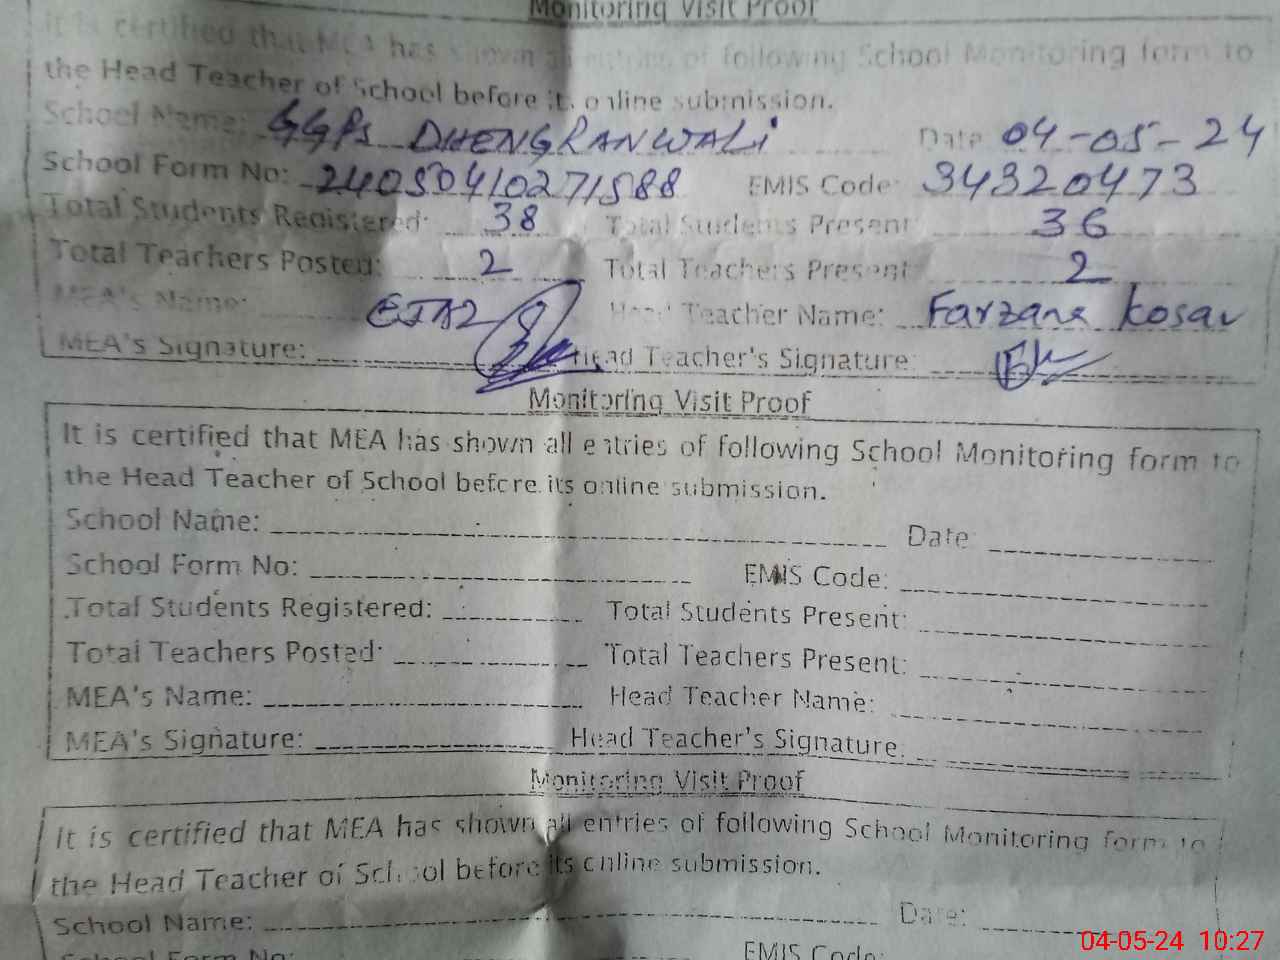 Monitoring Visit Proof
It is certified that MEA has shown all entries of following School Monitoring form to
the Head Teacher of School before its online submission.
School Name: GGPS DHENGRANWALI Date 04-05-24
School Form No: 24050410271588 EMIS Code: 34320473
Total Students Registered: 38 Total Students Present: 36
Total Teachers Posted: 2 Total Teachers Present: 2
MEA's Name: EJAZ Head Teacher Name: Farzana kosar
MEA's Signature: Head Teacher's Signature:
Monitoring Visit Proof
It is certified that MEA has shown all entries of following School Monitoring form to
the Head Teacher of School before its online submission.
School Name: Date
School Form No: EMIS Code:
Total Students Registered: Total Students Present:
Total Teachers Posted: Total Teachers Present:
MEA's Name: Head Teacher Name:
MEA's Signature: Head Teacher's Signature:
Monitoring Visit Proof
It is certified that MEA has shown all entries of following School Monitoring form to
the Head Teacher of School before its online submission.
School Name: Date:
School Form No: EMIS Code:
04-05-24 10:27